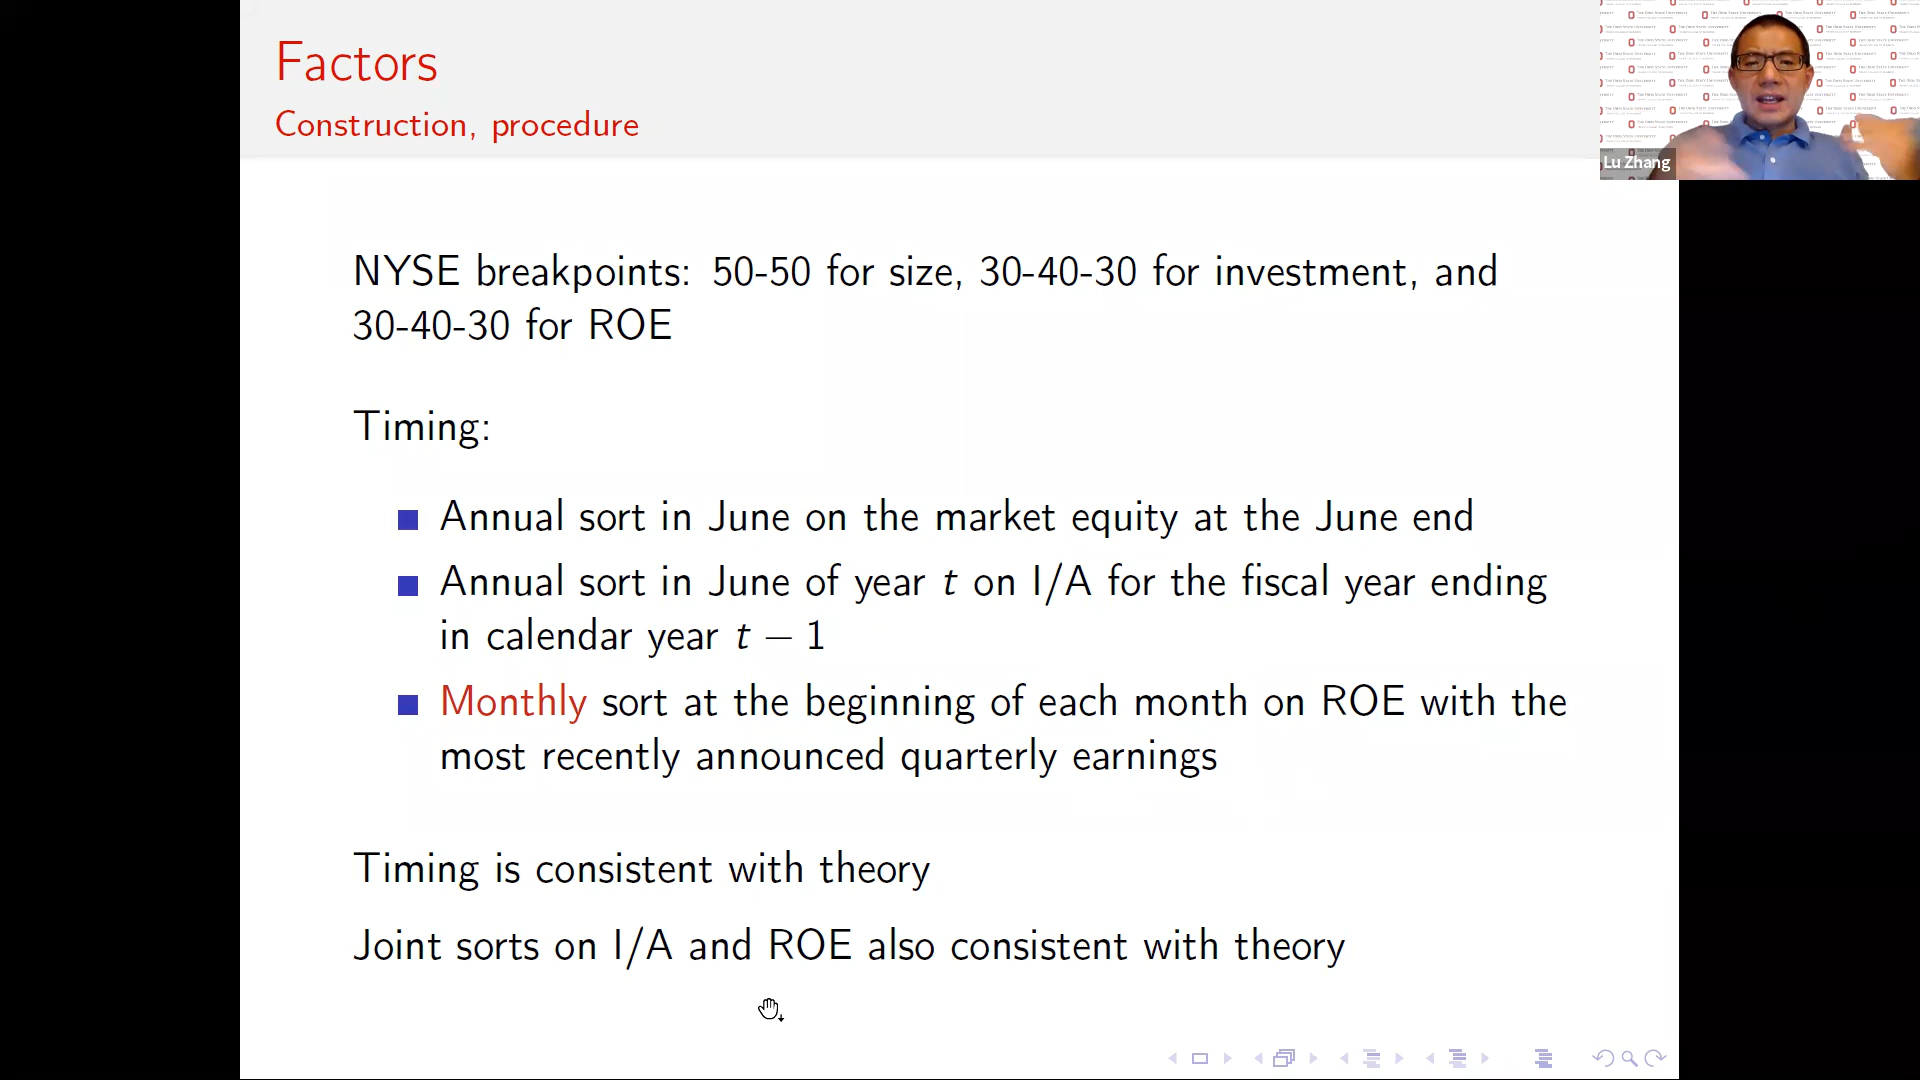 Factors
Construction, procedure
Lu Zhang
NYSE breakpoints: 50-50 for size, 30-40-30 for investment, and
30-40-30 for ROE
Timing:
Annual sort in June on the market equity at the June end
Annual sort in June of year t on I/A for the fiscal year ending
in calendar year t − 1
Monthly sort at the beginning of each month on ROE with the
most recently announced quarterly earnings
Timing is consistent with theory
Joint sorts on I/A and ROE also consistent with theory